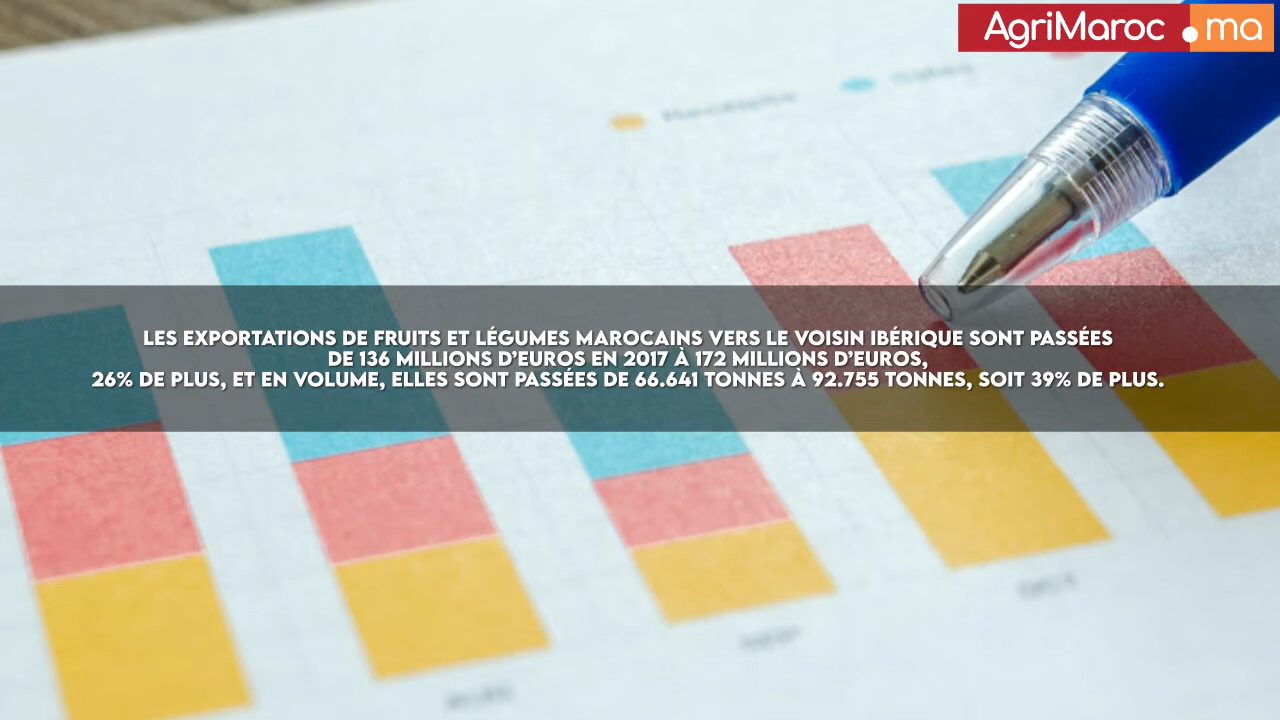 AgriMaroc .ma
LES EXPORTATIONS DE FRUITS ET LÉGUMES MAROCAINS VERS LE VOISIN IBÉRIQUE SONT PASSÉES
DE 136 MILLIONS D'EUROS EN 2017 À 172 MILLIONS D'EUROS,
26% DE PLUS, ET EN VOLUME, ELLES SONT PASSÉES DE 66.641 TONNES À 92.755 TONNES, SOIT 39% DE PLUS.